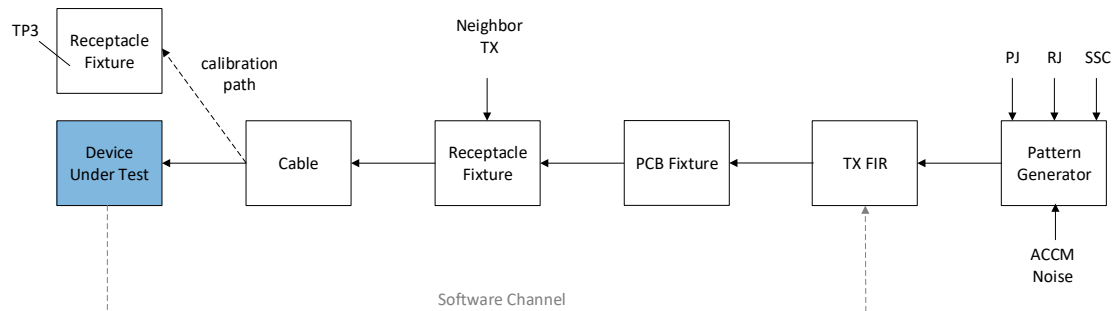 TP3
Receptacle
Fixture
calibration
path
Neighbor
TX
PJ
RJ
SSC
Device
Under Test
Cable
Receptacle
Fixture
PCB Fixture
TX FIR
Pattern
Generator
ACCM
Noise
Software Channel